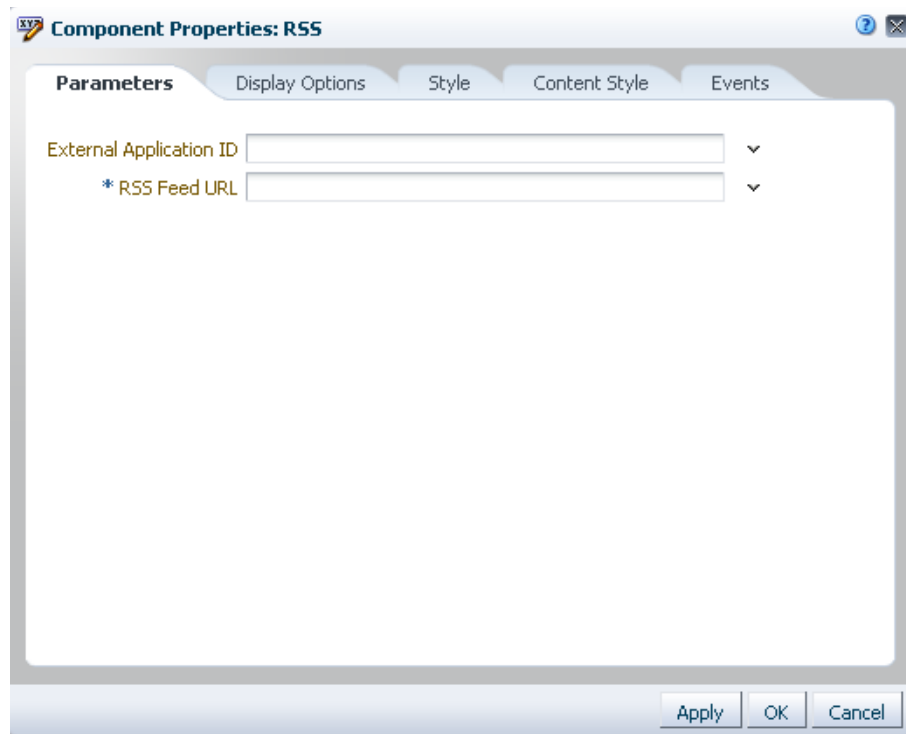 Component Properties: RSS
Parameters Display Options Style Content Style Events
External Application ID
* RSS Feed URL
Apply OK Cancel